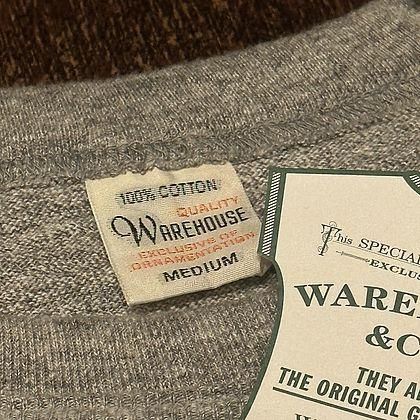 100% COTTON
QUALITY
WAREHOUSE
EXCLUSIVE OF
ORNAMENTATION
MEDIUM
This SPECIAL
EXCLUS
WARE
& C
THEY A
THE ORIGINAL